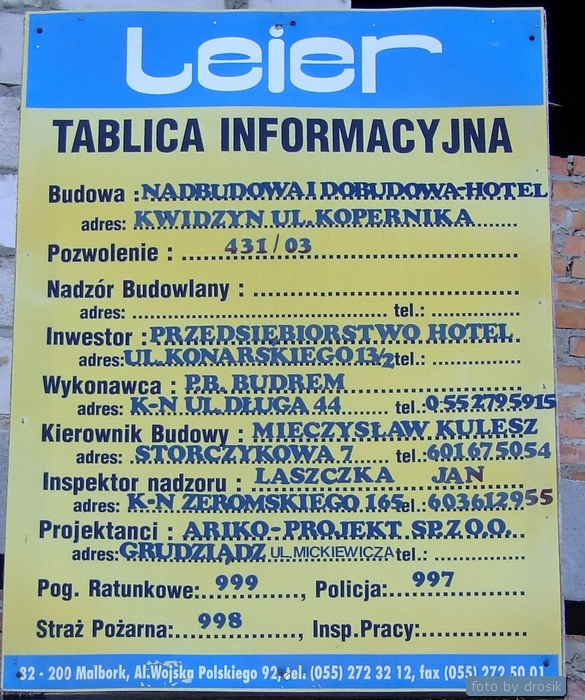 Leier
TABLICA INFORMACYJNA
Budowa : NADBUDOWA I DOBUDOWA-HOTEL
adres: KWIDZYN UL.KOPERNIKA
Pozwolenie : 431/03
Nadzór Budowlany :
adres: tel.:
Inwestor : PRZEDSIĘBIORSTWO HOTEL
adres: UL.KONARSKIEGO 13/2 tel.:
Wykonawca : P.B. BUDREM
adres: K-N UL.DŁUGA 44 tel. 0552795915
Kierownik Budowy : MIECZYSŁAW KULESZ
adres: STORCZYKOWA 7 tel.: 601675054
Inspektor nadzoru : LASZCZKA JAN
adres: K-N ŻEROMSKIEGO 165 tel.: 603612955
Projektanci : ARIKO-PROJEKT SP.Z O.O.
adres: GRUDZIĄDZ UL.MICKIEWICZA tel.:
Pog. Ratunkowe: 999, Policja: 997
Straż Pożarna: 998, Insp.Pracy:
82 - 200 Malbork, Al.Wojska Polskiego 92, tel. (055) 272 32 12, fax (055) 272 50 01
foto by drosik